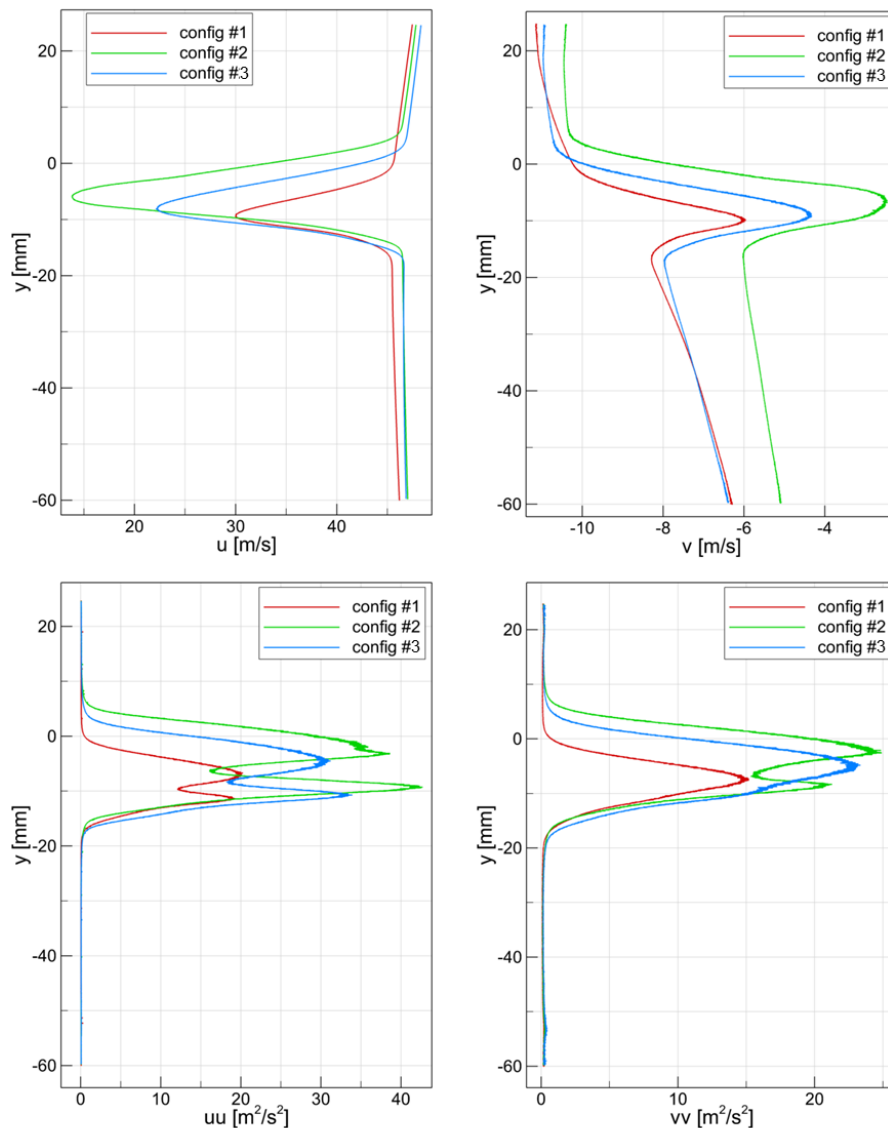 config #1
config #2
config #3
20
0
-20
-40
-60
y [mm]
20
30
40
u [m/s]
config #1
config #2
config #3
20
0
-20
-40
-60
y [mm]
-10
-8
-6
-4
v [m/s]
config #1
config #2
config #3
20
0
-20
-40
-60
y [mm]
0
10
20
30
40
uu [m²/s²]
config #1
config #2
config #3
20
0
-20
-40
-60
y [mm]
0
10
20
vv [m²/s²]